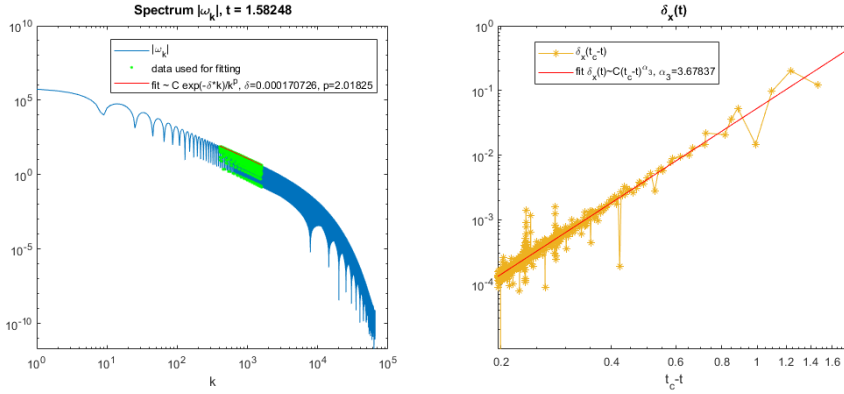 Spectrum |ω_k|, t = 1.58248
|ω_k|
data used for fitting
fit ~ C exp(-δ*k)/k^p, δ=0.000170726, p=2.01825
10^10
10^5
10^0
10^-5
10^-10
10^0 10^1 10^2 10^3 10^4 10^5
k
δ_x(t)
δ_x(t_c-t)
fit δ_x(t)~C(t_c-t)^α_3, α_3=3.67837
10^0
10^-1
10^-2
10^-3
10^-4
0.2 0.4 0.6 0.8 1 1.2 1.4 1.6
t_c-t